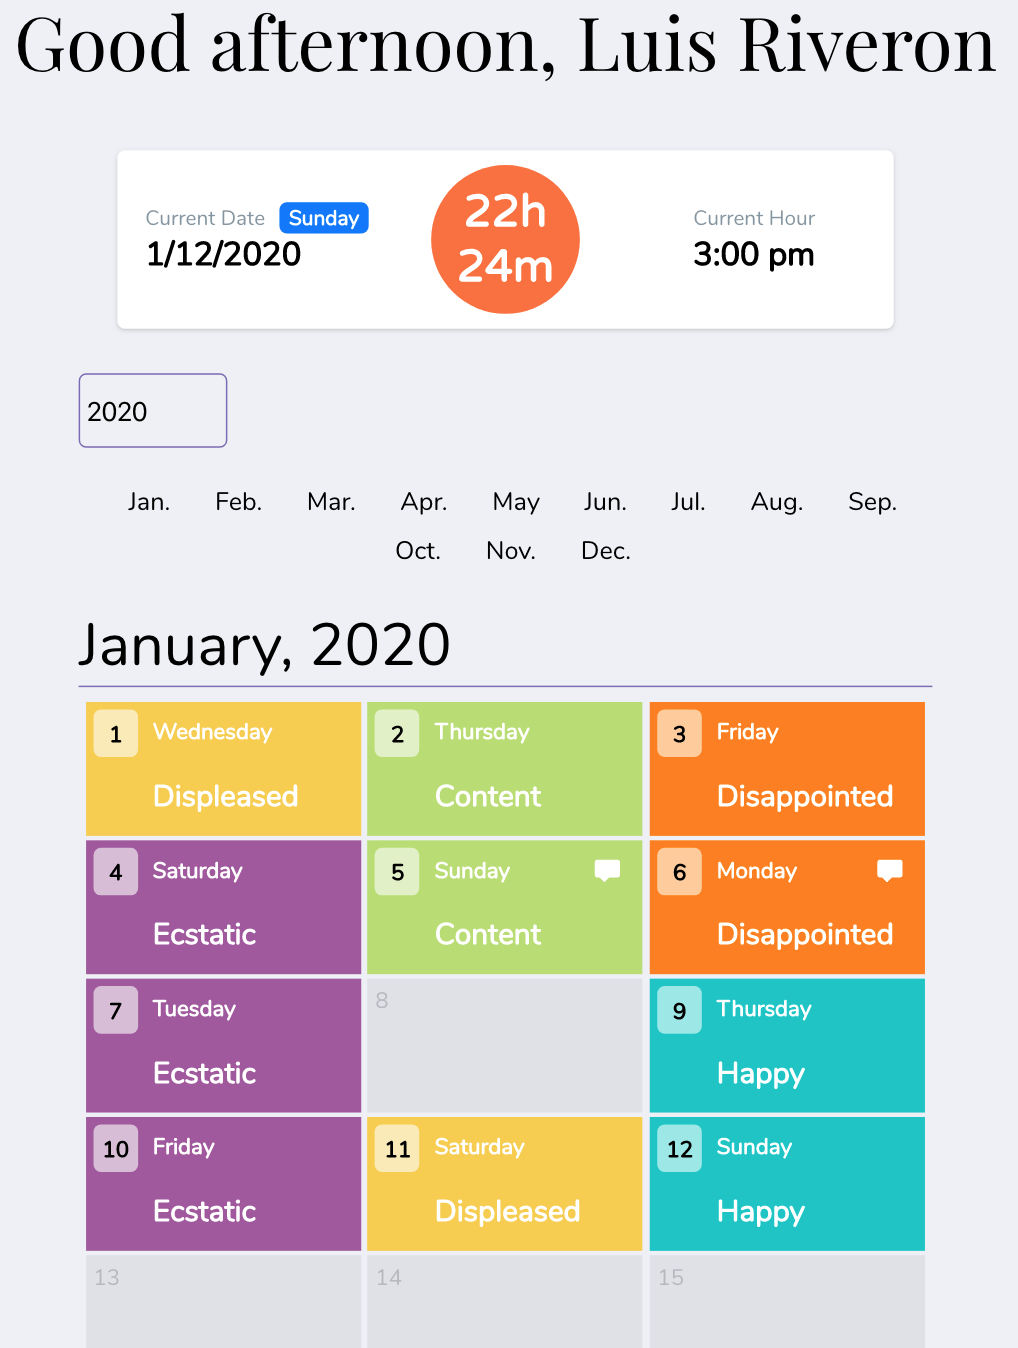 Good afternoon, Luis Riveron
Current Date Sunday
1/12/2020
22h
24m
Current Hour
3:00 pm
2020
Jan. Feb. Mar. Apr. May Jun. Jul. Aug. Sep.
Oct. Nov. Dec.
January, 2020
1 Wednesday
Displeased
2 Thursday
Content
3 Friday
Disappointed
4 Saturday
Ecstatic
5 Sunday
Content
6 Monday
Disappointed
7 Tuesday
Ecstatic
8
9 Thursday
Happy
10 Friday
Ecstatic
11 Saturday
Displeased
12 Sunday
Happy
13
14
15